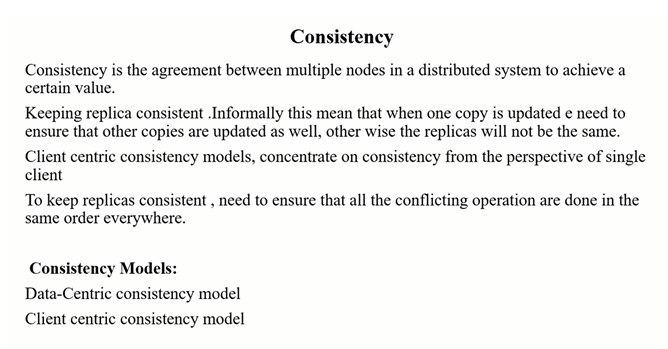 Consistency
Consistency is the agreement between multiple nodes in a distributed system to achieve a
certain value.
Keeping replica consistent .Informally this mean that when one copy is updated e need to
ensure that other copies are updated as well, other wise the replicas will not be the same.
Client centric consistency models, concentrate on consistency from the perspective of single
client
To keep replicas consistent , need to ensure that all the conflicting operation are done in the
same order everywhere.
Consistency Models:
Data-Centric consistency model
Client centric consistency model